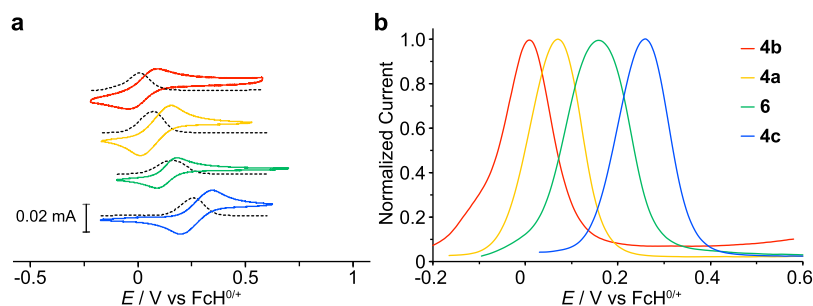 a
0.02 mA
-0.5 0 0.5 1
E / V vs FcH0/+
b
Normalized Current
1.0
0.8
0.6
0.4
0.2
0
-0.2 0 0.2 0.4 0.6
E / V vs FcH0/+
4b
4a
6
4c